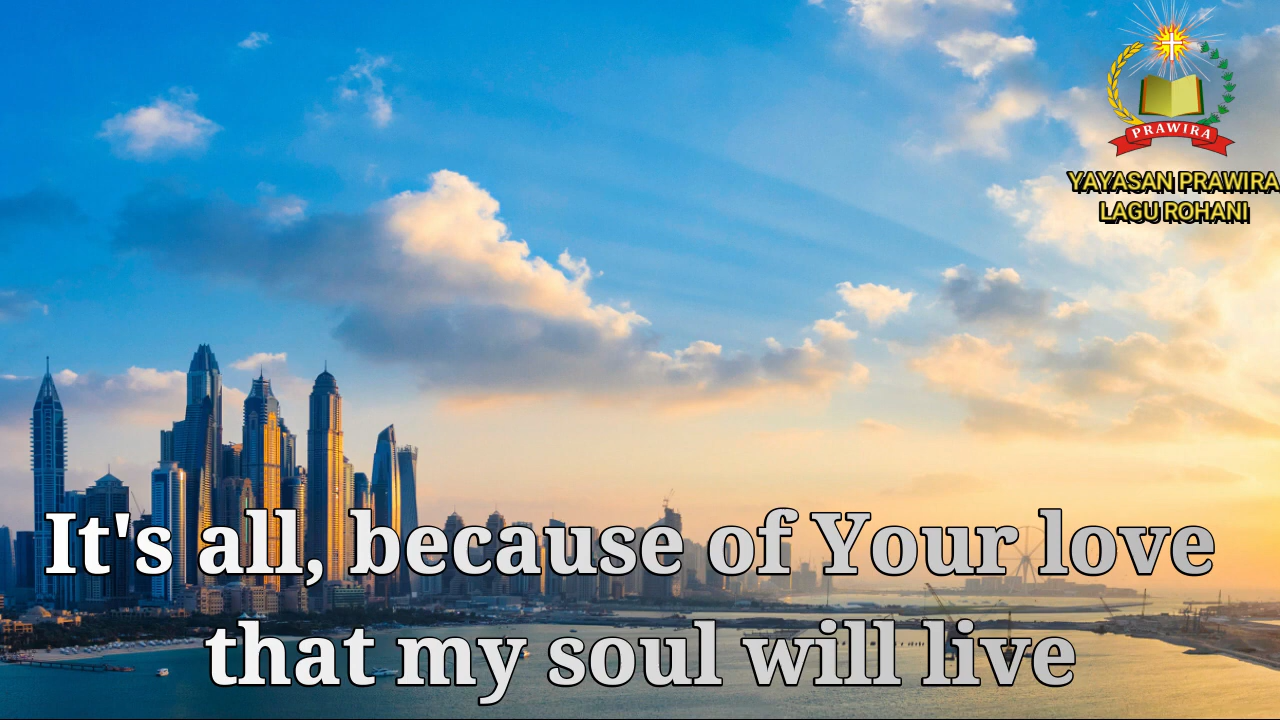 PRAWIRA
YAYASAN PRAWIRA
LAGU ROHANI
It's all, because of Your love
that my soul will live